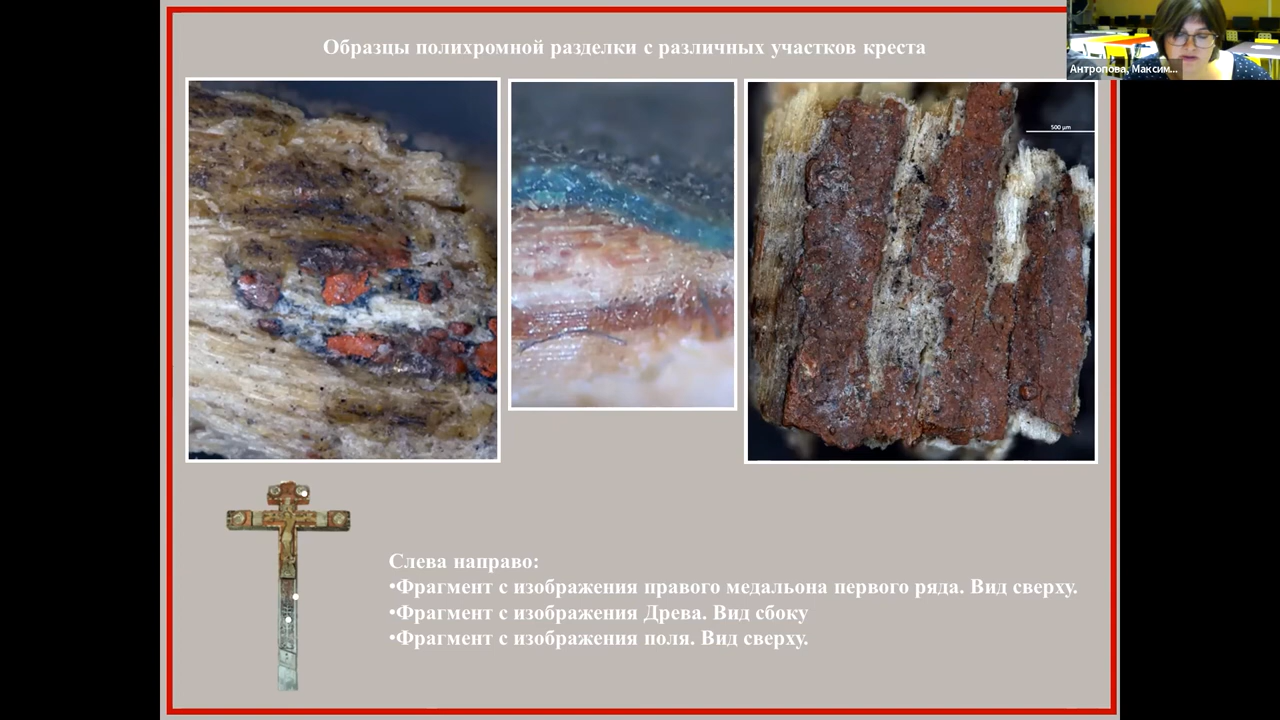 Образцы полихромной разделки с различных участков креста
Антропова, Максим...
500 μm
Слева направо:
•Фрагмент с изображения правого медальона первого ряда. Вид сверху.
•Фрагмент с изображения Древа. Вид сбоку
•Фрагмент с изображения поля. Вид сверху.